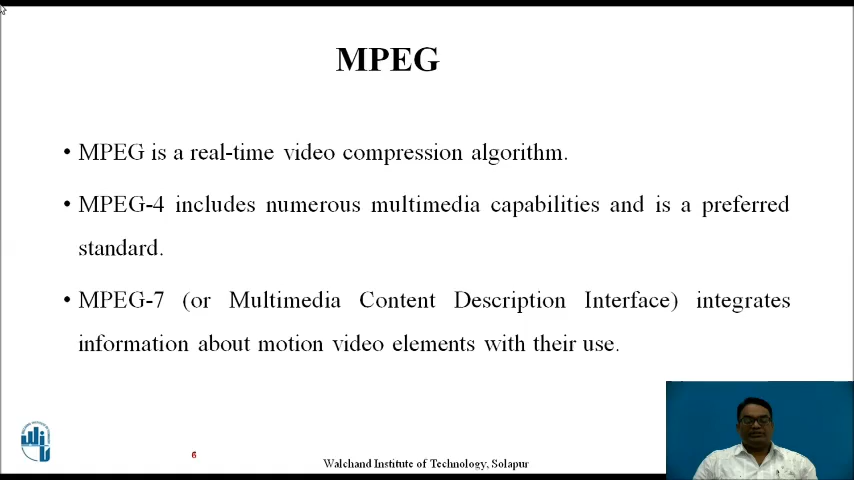 MPEG
• MPEG is a real-time video compression algorithm.
• MPEG-4 includes numerous multimedia capabilities and is a preferred
standard.
• MPEG-7 (or Multimedia Content Description Interface) integrates
information about motion video elements with their use.
6
Walchand Institute of Technology, Solapur